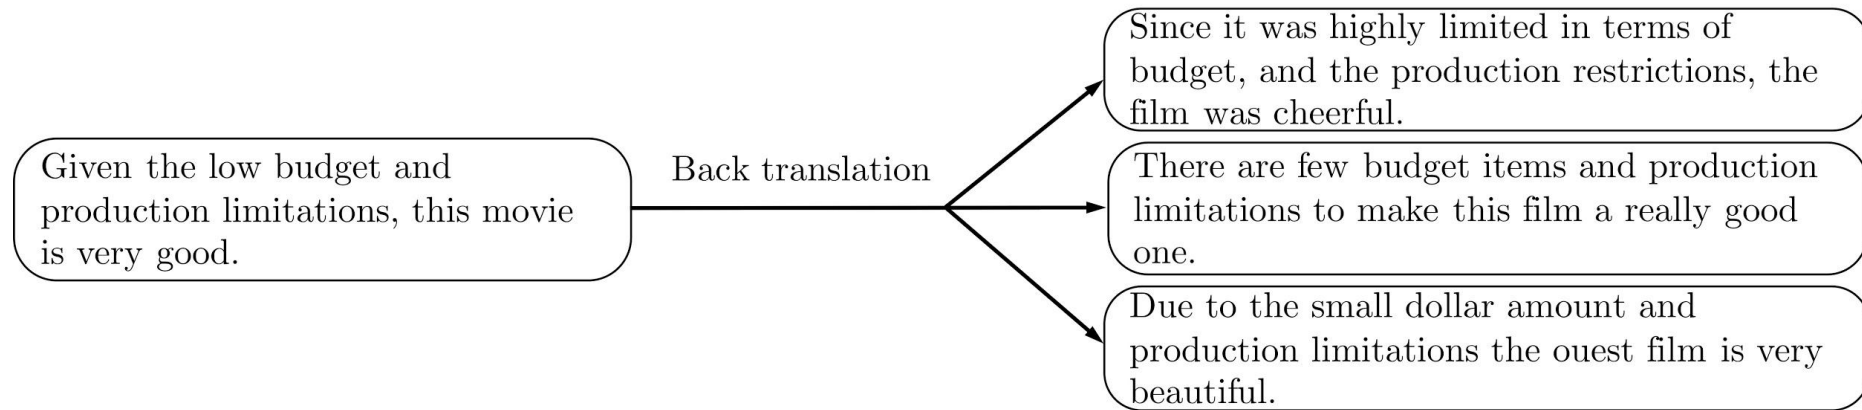 Given the low budget and
production limitations, this movie
is very good.
Back translation
Since it was highly limited in terms of
budget, and the production restrictions, the
film was cheerful.
There are few budget items and production
limitations to make this film a really good
one.
Due to the small dollar amount and
production limitations the ouest film is very
beautiful.